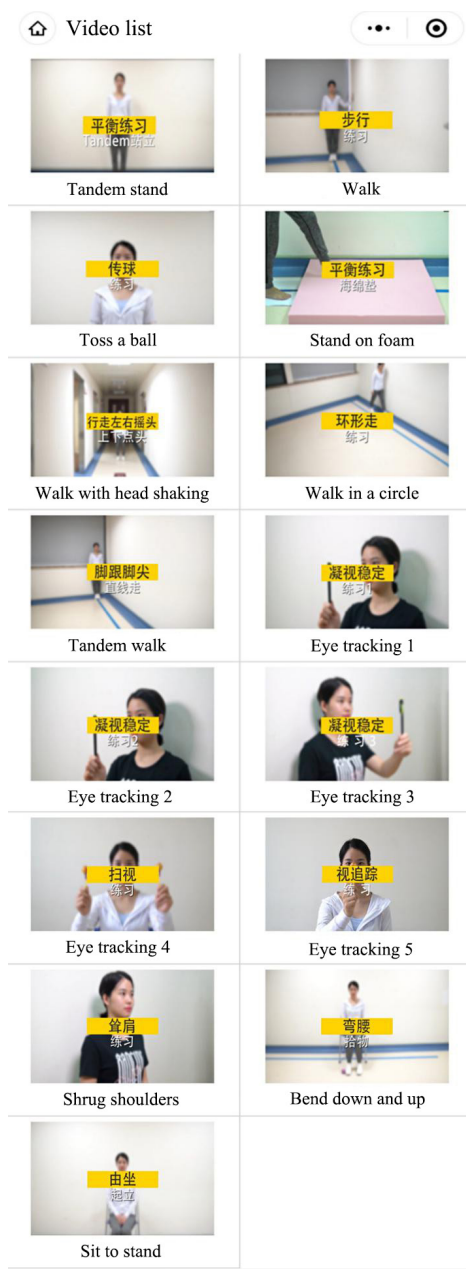 Video list
平衡练习
Tandem站立
Tandem stand
步行
练习
Walk
传球
练习
Toss a ball
平衡练习
海绵垫
Stand on foam
行走左右摇头
上下点头
Walk with head shaking
环形走
练习
Walk in a circle
脚跟脚尖
直线走
Tandem walk
凝视稳定
练习1
Eye tracking 1
凝视稳定
练习2
Eye tracking 2
凝视稳定
练习3
Eye tracking 3
扫视
练习
Eye tracking 4
视追踪
练习
Eye tracking 5
耸肩
练习
Shrug shoulders
弯腰
拾物
Bend down and up
由坐
起立
Sit to stand